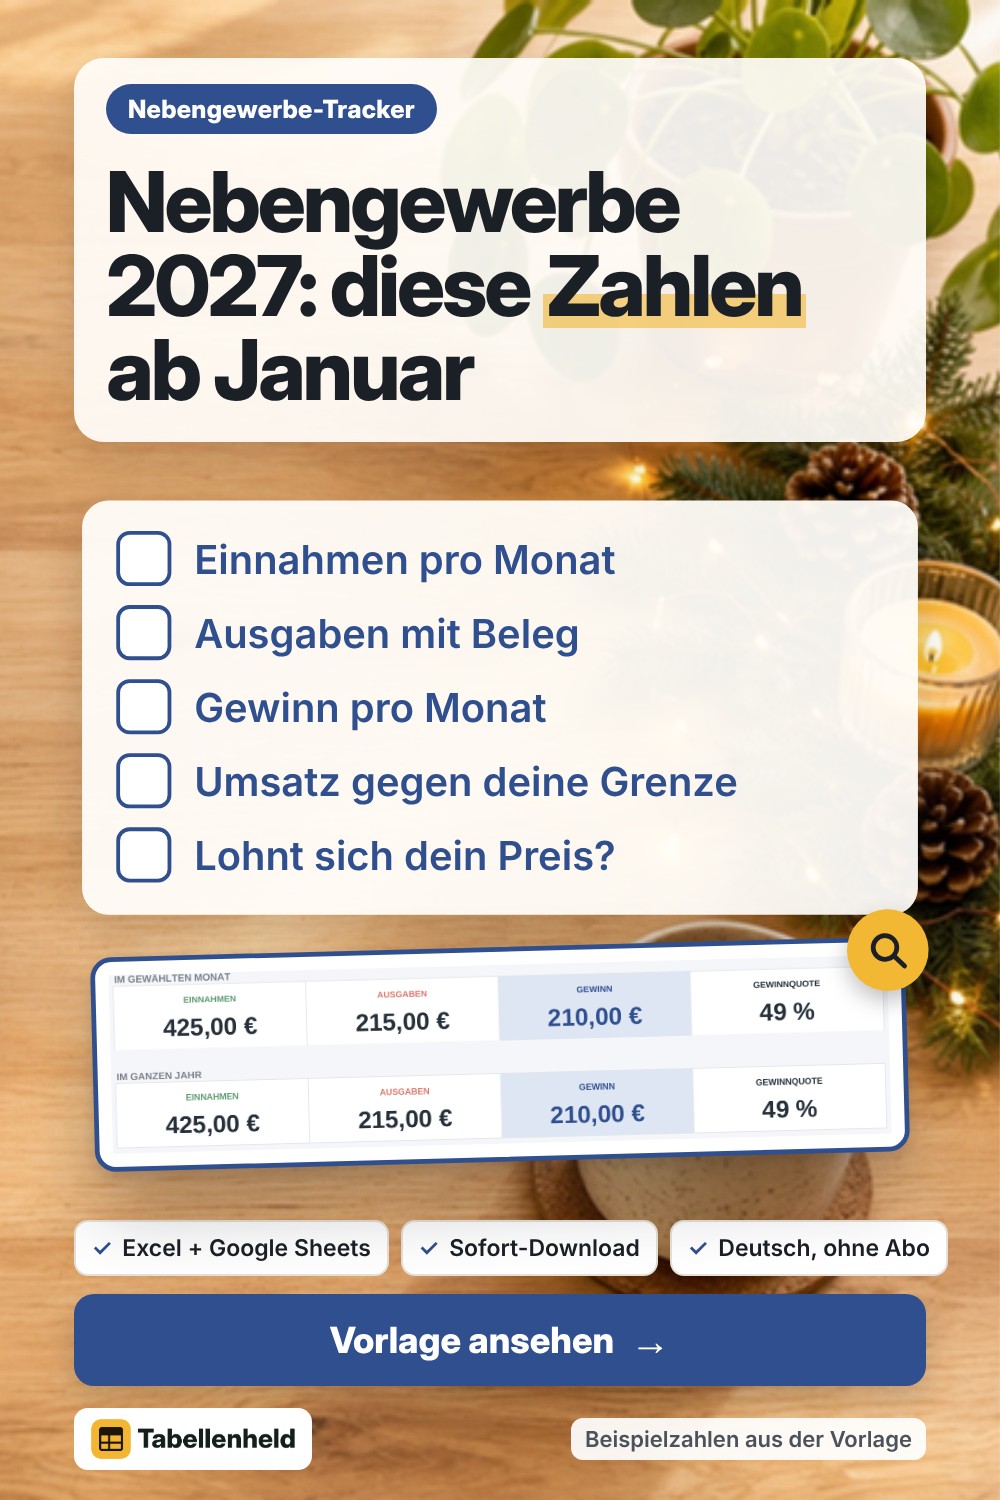 Nebengewerbe-Tracker
Nebengewerbe
2027: diese Zahlen
ab Januar
Einnahmen pro Monat
Ausgaben mit Beleg
Gewinn pro Monat
Umsatz gegen deine Grenze
Lohnt sich dein Preis?
IM GEWÄHLTEN MONAT
EINNAHMEN AUSGABEN GEWINN GEWINNQUOTE
425,00 € 215,00 € 210,00 € 49 %
IM GANZEN JAHR
EINNAHMEN AUSGABEN GEWINN GEWINNQUOTE
425,00 € 215,00 € 210,00 € 49 %
✓ Excel + Google Sheets ✓ Sofort-Download ✓ Deutsch, ohne Abo
Vorlage ansehen →
Tabellenheld
Beispielzahlen aus der Vorlage